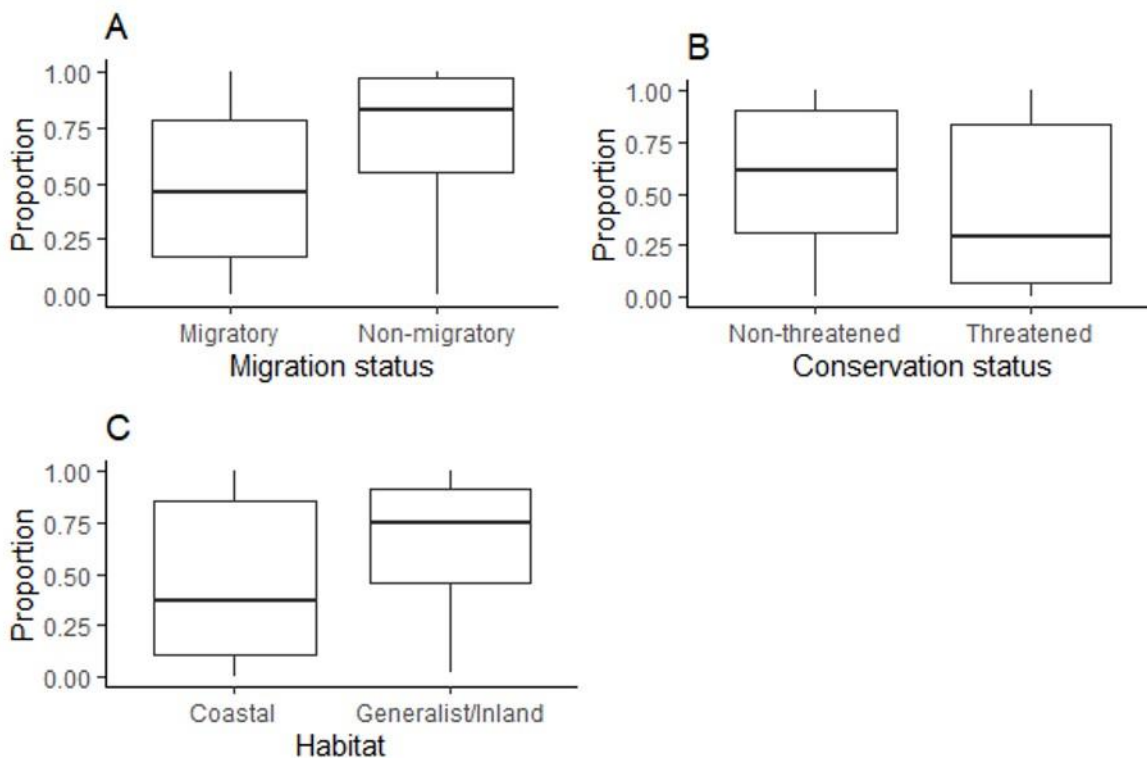 A
Proportion
1.00
0.75
0.50
0.25
0.00
Migratory
Non-migratory
Migration status
B
Proportion
1.00
0.75
0.50
0.25
0.00
Non-threatened
Threatened
Conservation status
C
Proportion
1.00
0.75
0.50
0.25
0.00
Coastal
Generalist/Inland
Habitat